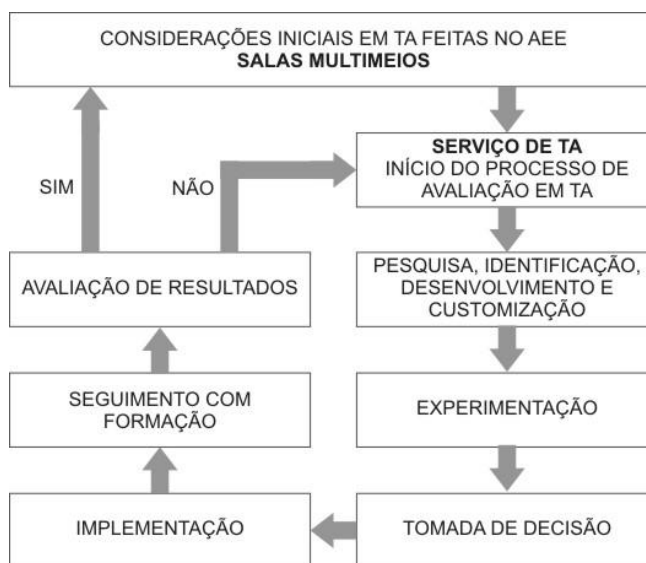 CONSIDERAÇÕES INICIAIS EM TA FEITAS NO AEE
SALAS MULTIMEIOS
SERVIÇO DE TA
INÍCIO DO PROCESSO DE
AVALIAÇÃO EM TA
SIM
NÃO
PESQUISA, IDENTIFICAÇÃO,
DESENVOLVIMENTO E
CUSTOMIZAÇÃO
AVALIAÇÃO DE RESULTADOS
EXPERIMENTAÇÃO
SEGUIMENTO COM
FORMAÇÃO
TOMADA DE DECISÃO
IMPLEMENTAÇÃO